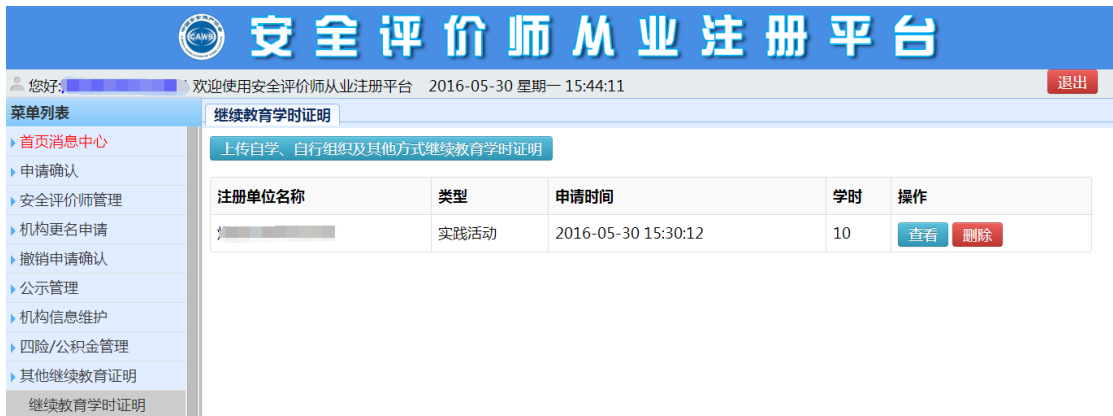 CAWS 安全评价师从业注册平台
您好: 欢迎使用安全评价师从业注册平台 2016-05-30 星期一 15:44:11 退出
菜单列表
继续教育学时证明
首页消息中心
上传自学、自行组织及其他方式继续教育学时证明
申请确认
安全评价师管理
注册单位名称 类型 申请时间 学时 操作
机构更名申请
实践活动 2016-05-30 15:30:12 10 查看 删除
撤销申请确认
公示管理
机构信息维护
四险/公积金管理
其他继续教育证明
继续教育学时证明